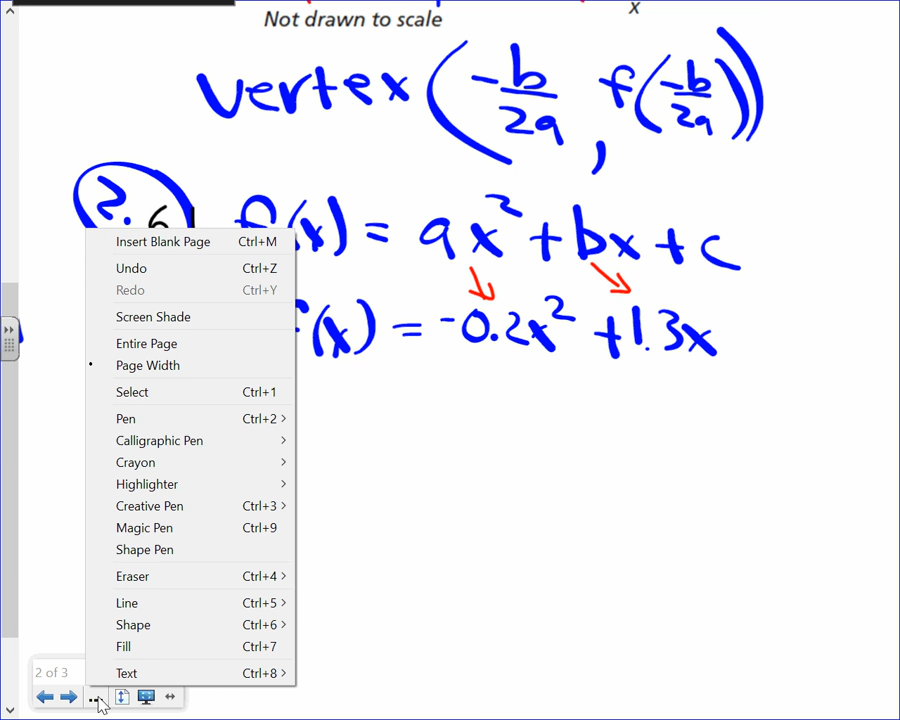 Not drawn to scale
x
vertex (-b/2a, f(-b/2a))
2. 6 f(x) = ax² + bx + c
f(x) = -0.2x² + 1.3x
Insert Blank Page Ctrl+M
Undo Ctrl+Z
Redo Ctrl+Y
Screen Shade
Entire Page
Page Width
Select Ctrl+1
Pen Ctrl+2
Calligraphic Pen
Crayon
Highlighter
Creative Pen Ctrl+3
Magic Pen Ctrl+9
Shape Pen
Eraser Ctrl+4
Line Ctrl+5
Shape Ctrl+6
Fill Ctrl+7
Text Ctrl+8
2 of 3